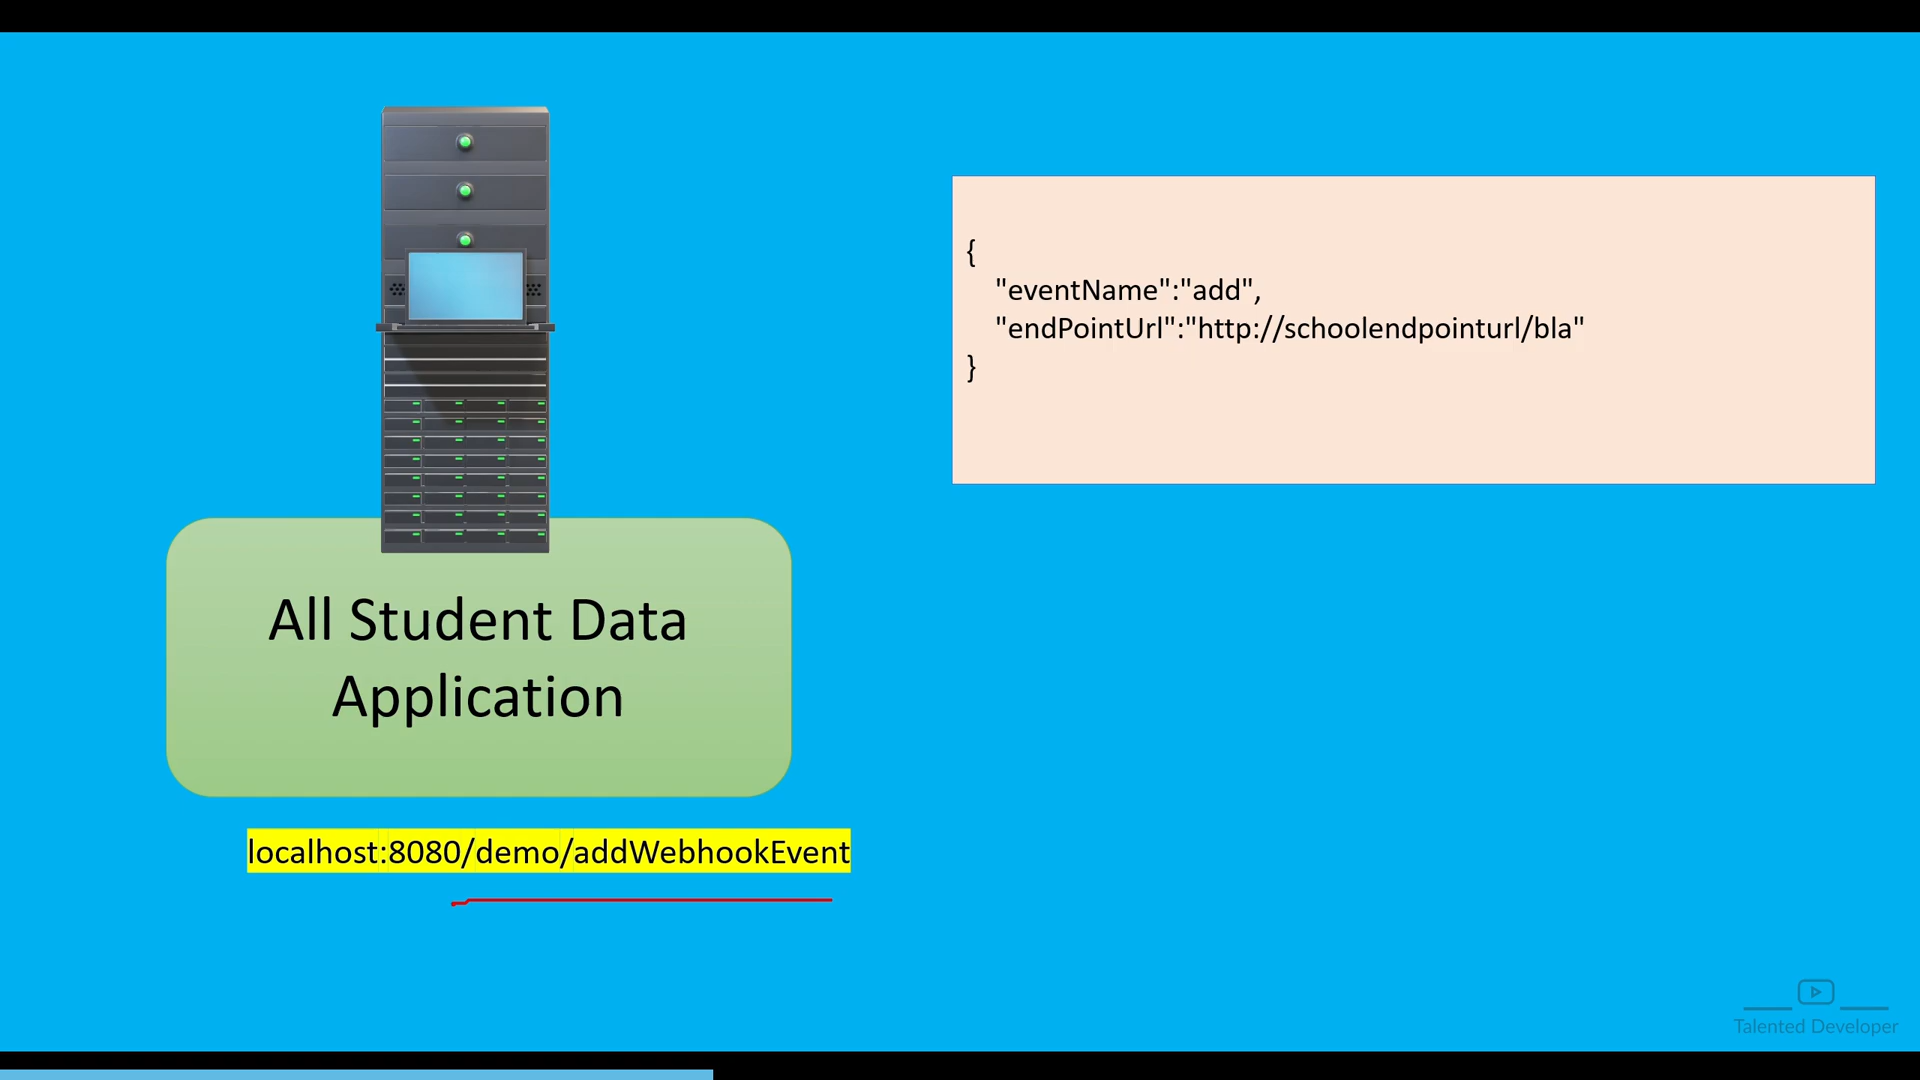 {
"eventName":"add",
"endPointUrl":"http://schoolendpointurl/bla"
}
All Student Data
Application
localhost:8080/demo/addWebhookEvent
Talented Developer